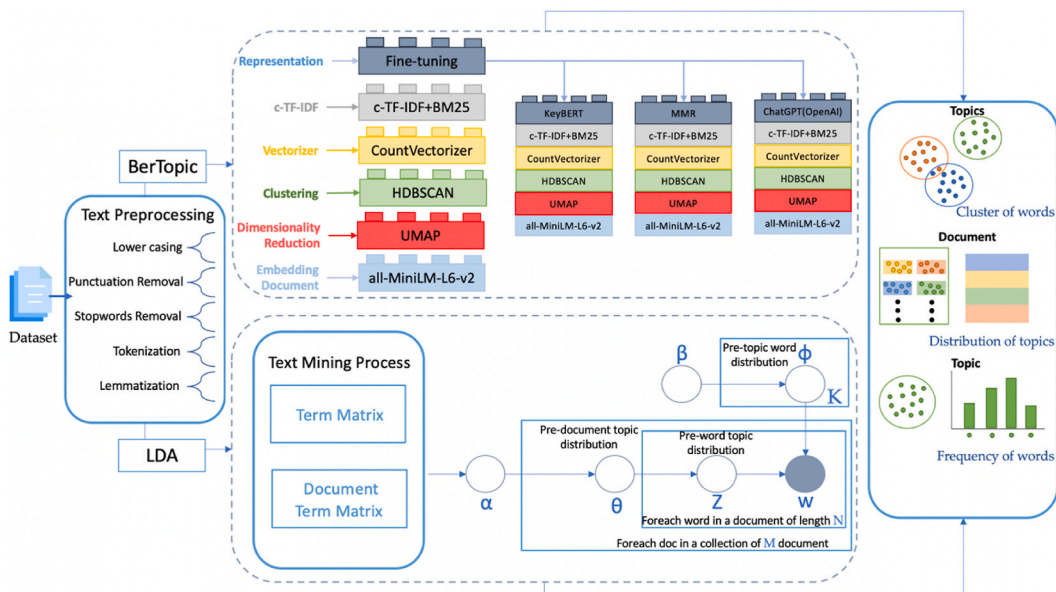 Representation
Fine-tuning
c-TF-IDF
c-TF-IDF+BM25
Vectorizer
CountVectorizer
Clustering
HDBSCAN
Dimensionality
Reduction
UMAP
Embedding
Document
all-MiniLM-L6-v2
KeyBERT
c-TF-IDF+BM25
CountVectorizer
HDBSCAN
UMAP
all-MiniLM-L6-v2
MMR
c-TF-IDF+BM25
CountVectorizer
HDBSCAN
UMAP
all-MiniLM-L6-v2
ChatGPT(OpenAI)
c-TF-IDF+BM25
CountVectorizer
HDBSCAN
UMAP
all-MiniLM-L6-v2
BerTopic
Text Preprocessing
Lower casing
Punctuation Removal
Stopwords Removal
Tokenization
Lemmatization
Dataset
LDA
Text Mining Process
Term Matrix
Document
Term Matrix
β
Pre-topic word
distribution
ϕ
K
Pre-document topic
distribution
Pre-word topic
distribution
α
θ
Z
w
Foreach word in a document of length N
Foreach doc in a collection of M document
Topics
Cluster of words
Document
Distribution of topics
Topic
Frequency of words